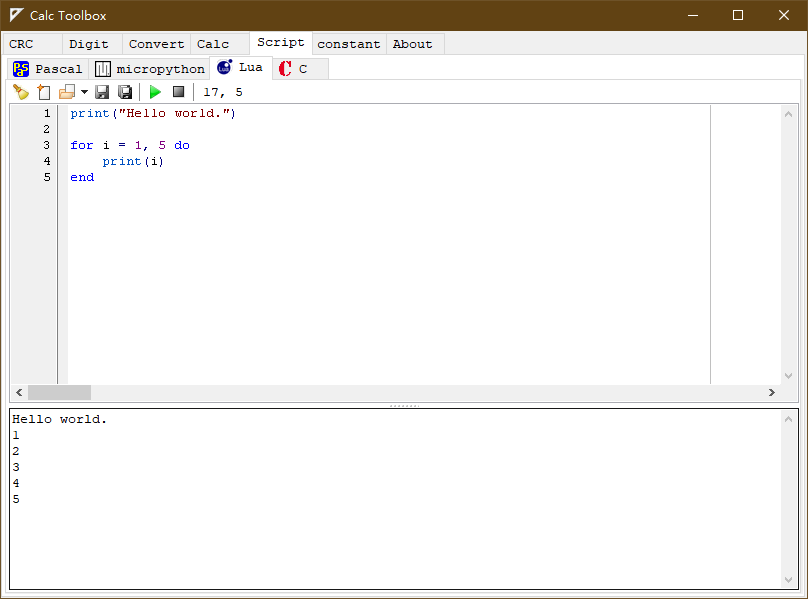 Calc Toolbox
CRC Digit Convert Calc Script constant About
Pascal micropython Lua C
17, 5
1 print("Hello world.")
2
3 for i = 1, 5 do
4     print(i)
5 end
Hello world.
1
2
3
4
5